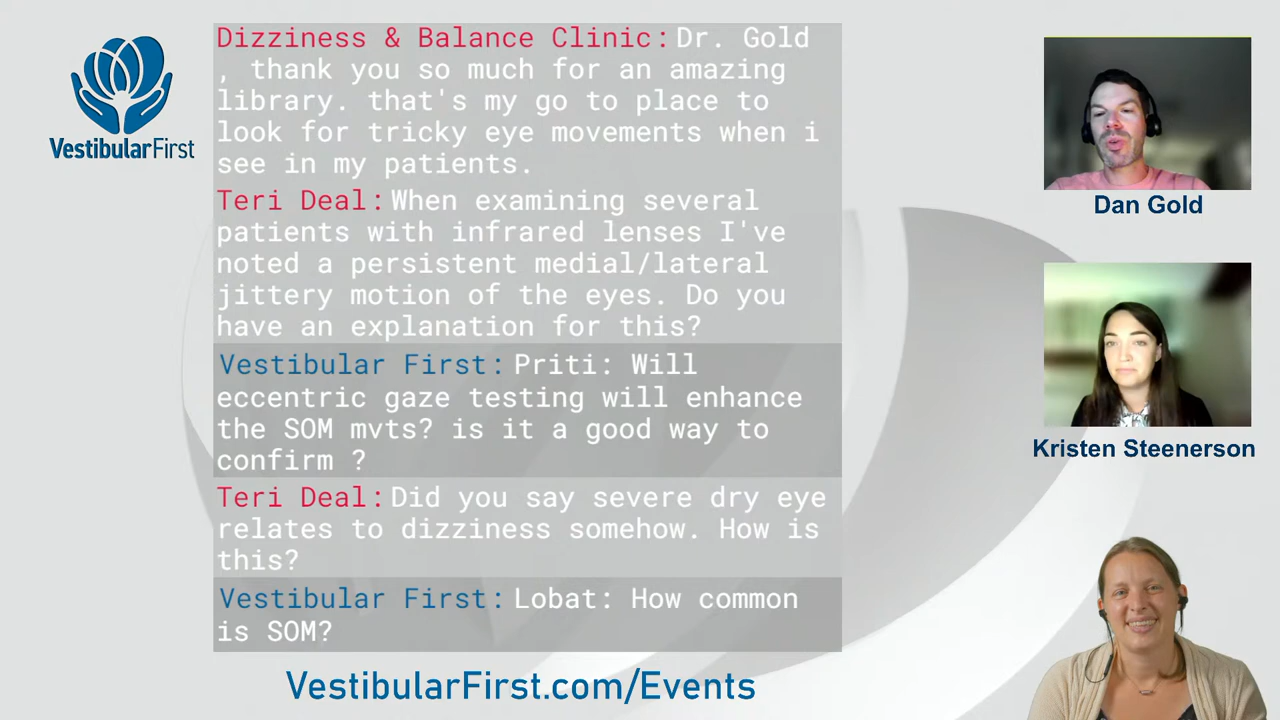 Dizziness & Balance Clinic: Dr. Gold
, thank you so much for an amazing
library. that's my go to place to
look for tricky eye movements when i
see in my patients.
Teri Deal: When examining several
patients with infrared lenses I've
noted a persistent medial/lateral
jittery motion of the eyes. Do you
have an explanation for this?
Vestibular First: Priti: Will
eccentric gaze testing will enhance
the SOM mvts? is it a good way to
confirm ?
Teri Deal: Did you say severe dry eye
relates to dizziness somehow. How is
this?
Vestibular First: Lobat: How common
is SOM?
VestibularFirst.com/Events
VestibularFirst
Dan Gold
Kristen Steenerson